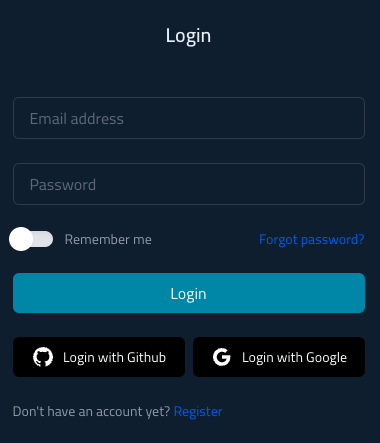 Login
Email address
Password
Remember me Forgot password?
Login
Login with Github Login with Google
Don't have an account yet? Register